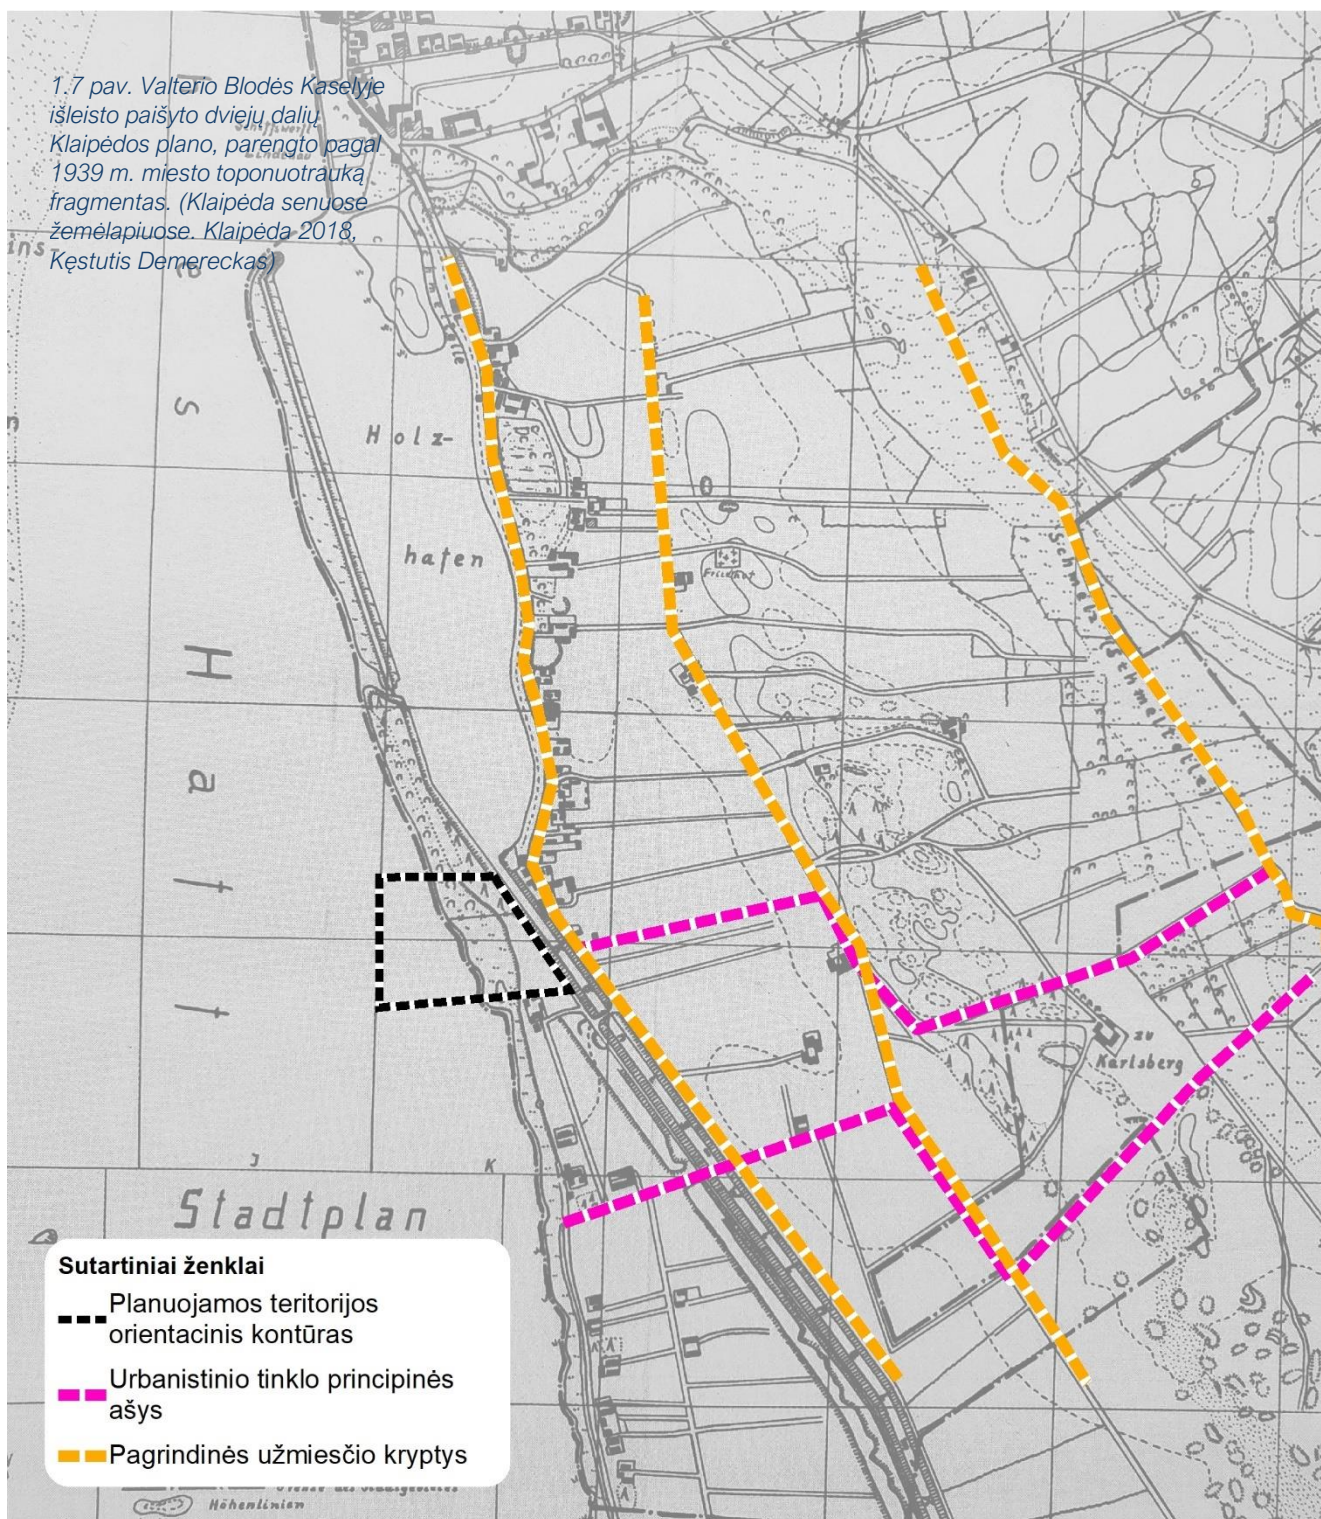 1.7 pav. Valterio Blodės Kaselyje
išleisto paišyto dviejų dalių
Klaipėdos plano, parengto pagal
1939 m. miesto toponuotrauką
fragmentas. (Klaipėda senuose
žemėlapiuose. Klaipėda 2018,
Kęstutis Demereckas)
s
Holz-
hafen
H
a
f
f
Friedhof
Schmelz
zu
Karlsberg
J
K
Stadtplan
Sutartiniai ženklai
Planuojamos teritorijos
orientacinis kontūras
Urbanistinio tinklo principinės
ašys
Pagrindinės užmiesčio kryptys
Höhenlinien